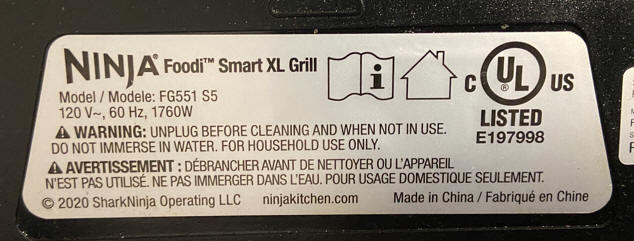 NINJA® Foodi™ Smart XL Grill
Model / Modele: FG551 S5
120 V~, 60 Hz, 1760W
C UL® US
LISTED
E197998
⚠ WARNING: UNPLUG BEFORE CLEANING AND WHEN NOT IN USE.
DO NOT IMMERSE IN WATER. FOR HOUSEHOLD USE ONLY.
⚠ AVERTISSEMENT : DÉBRANCHER AVANT DE NETTOYER OU L'APPAREIL
N'EST PAS UTILISÉ. NE PAS IMMERGER DANS L'EAU. POUR USAGE DOMESTIQUE SEULEMENT.
© 2020 SharkNinja Operating LLC ninjakitchen.com Made in China / Fabriqué en Chine